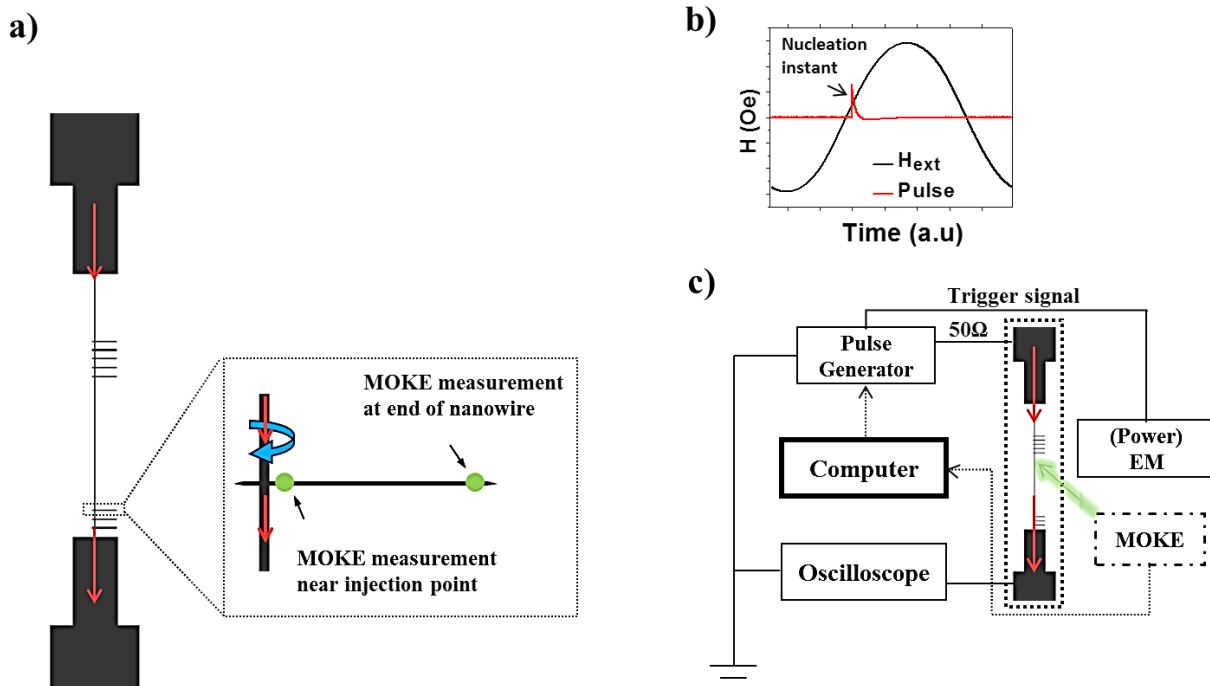 a)
MOKE measurement
at end of nanowire
MOKE measurement
near injection point
b)
Nucleation
instant
H (Oe)
Hext
Pulse
Time (a.u)
c)
Trigger signal
50Ω
Pulse
Generator
(Power)
EM
Computer
MOKE
Oscilloscope